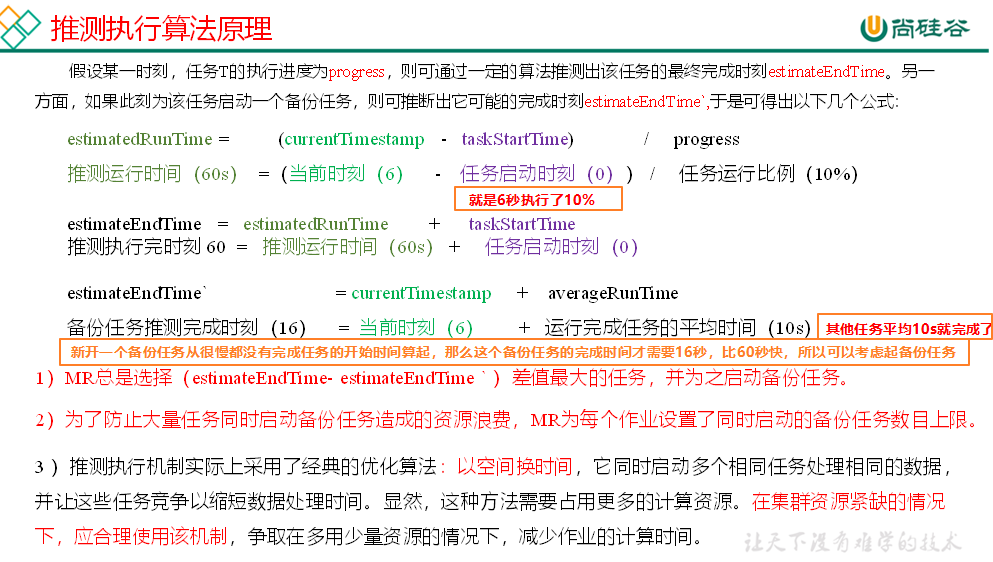 推测执行算法原理
尚硅谷
假设某一时刻，任务T的执行进度为progress，则可通过一定的算法推测出该任务的最终完成时刻estimateEndTime。另一
方面，如果此刻为该任务启动一个备份任务，则可推断出它可能的完成时刻estimateEndTime`,于是可得出以下几个公式：
estimatedRunTime = (currentTimestamp - taskStartTime) / progress
推测运行时间（60s） =（当前时刻（6） - 任务启动时刻（0））/ 任务运行比例（10%）
就是6秒执行了10%
estimateEndTime = estimatedRunTime + taskStartTime
推测执行完时刻 60 = 推测运行时间（60s） + 任务启动时刻（0）
estimateEndTime` = currentTimestamp + averageRunTime
备份任务推测完成时刻（16） = 当前时刻（6） + 运行完成任务的平均时间（10s）
其他任务平均10s就完成了
新开一个备份任务从很慢都没有完成任务的开始时间算起，那么这个备份任务的完成时间才需要16秒，比60秒快，所以可以考虑起备份任务
1）MR总是选择（estimateEndTime- estimateEndTime ` ）差值最大的任务，并为之启动备份任务。
2）为了防止大量任务同时启动备份任务造成的资源浪费，MR为每个作业设置了同时启动的备份任务数目上限。
3 ）推测执行机制实际上采用了经典的优化算法：以空间换时间，它同时启动多个相同任务处理相同的数据，
并让这些任务竞争以缩短数据处理时间。显然，这种方法需要占用更多的计算资源。在集群资源紧缺的情况
下，应合理使用该机制，争取在多用少量资源的情况下，减少作业的计算时间。
让天下没有难学的技术